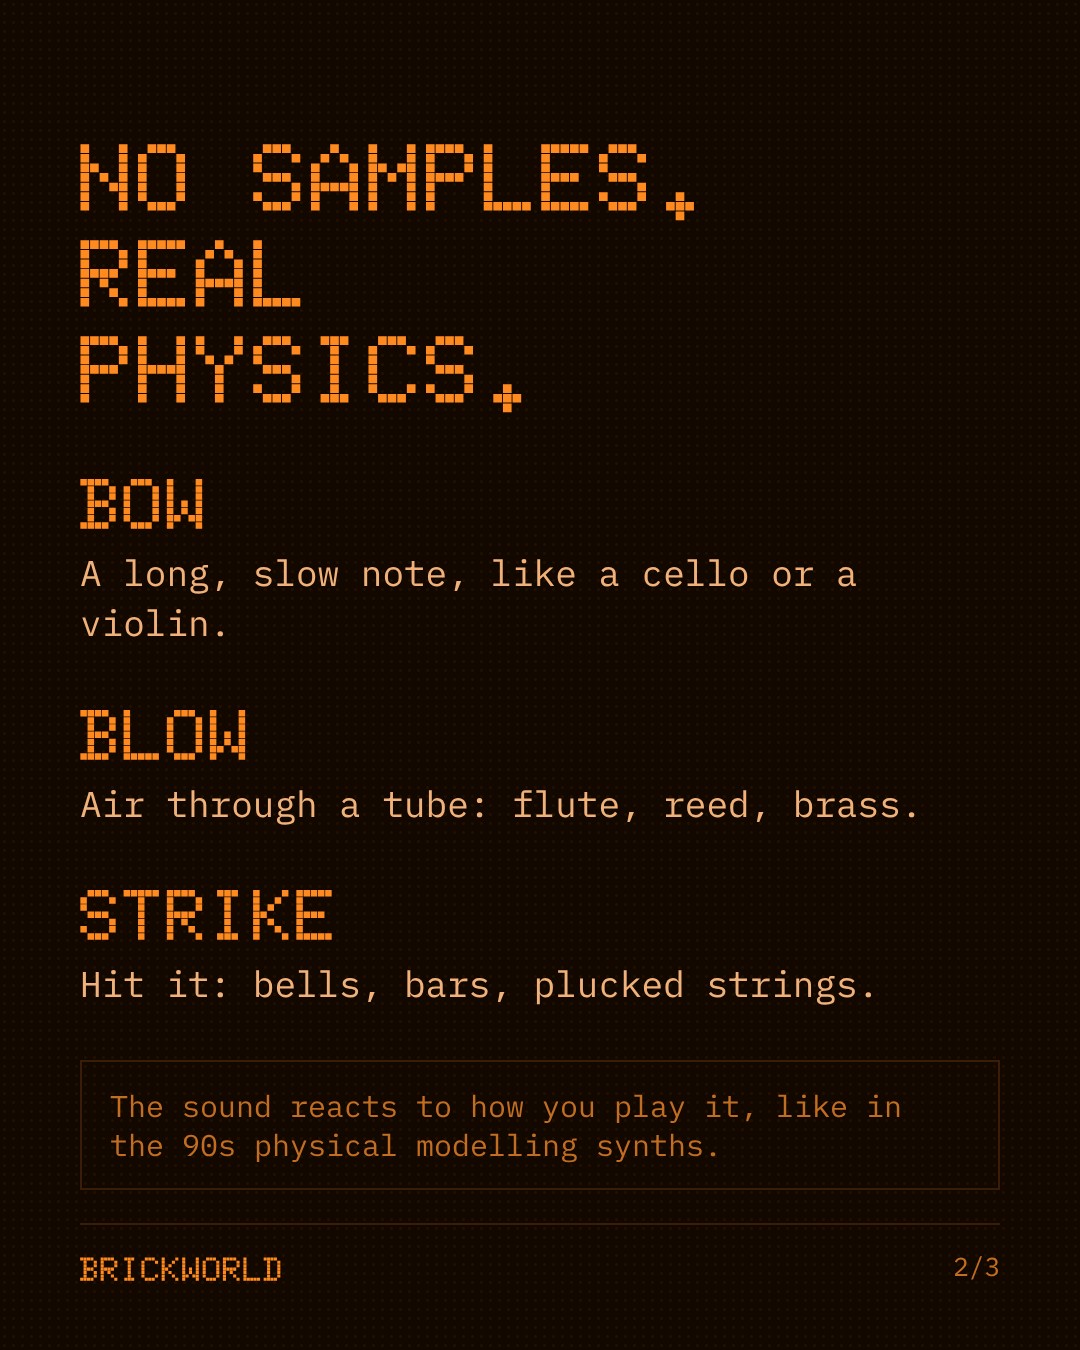 NO SAMPLES.
REAL
PHYSICS.
BOW
A long, slow note, like a cello or a
violin.
BLOW
Air through a tube: flute, reed, brass.
STRIKE
Hit it: bells, bars, plucked strings.
The sound reacts to how you play it, like in
the 90s physical modelling synths.
BRICKWORLD
2/3